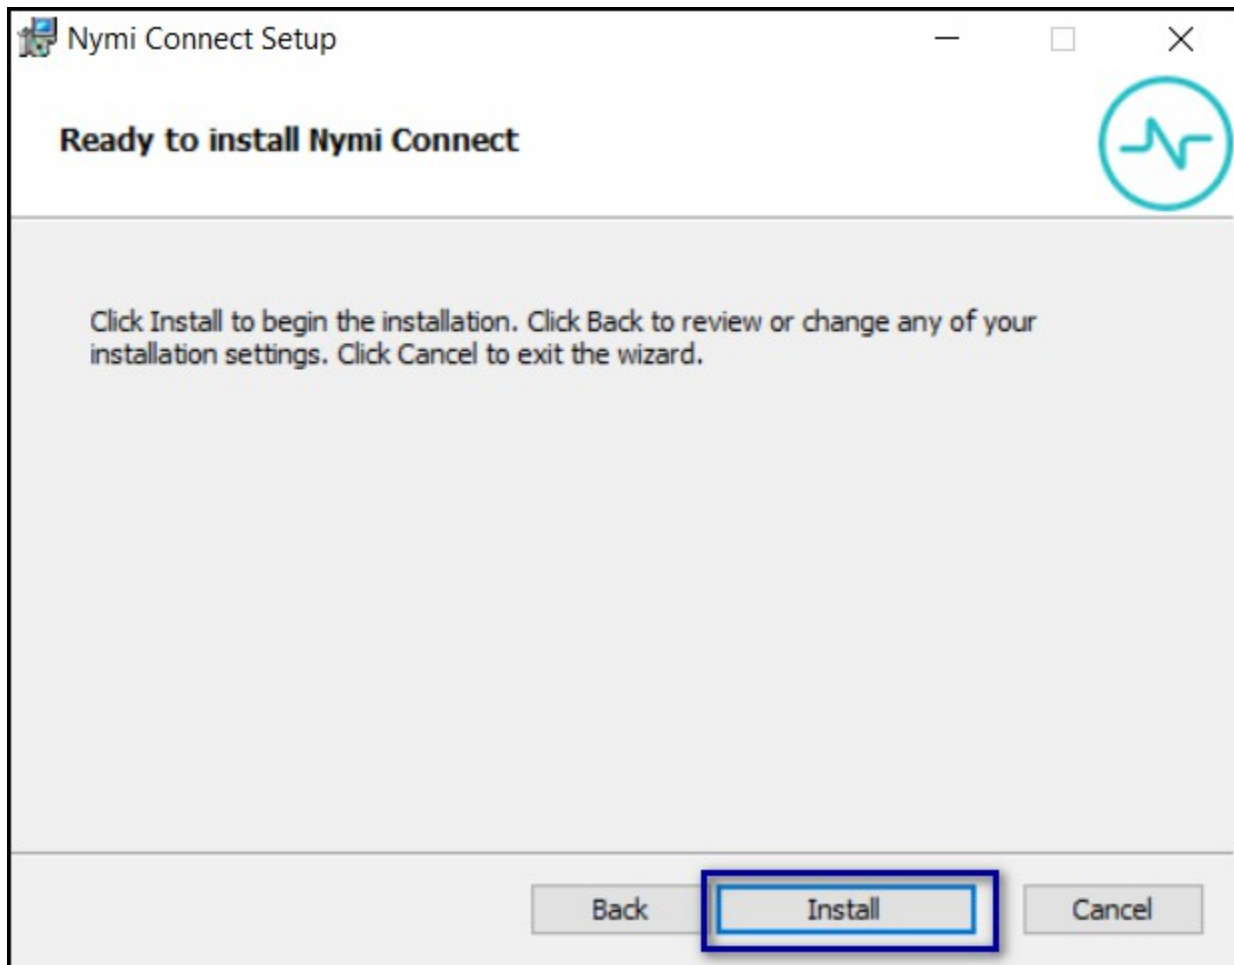 Nymi Connect Setup
Ready to install Nymi Connect
Click Install to begin the installation. Click Back to review or change any of your
installation settings. Click Cancel to exit the wizard.
Back Install Cancel